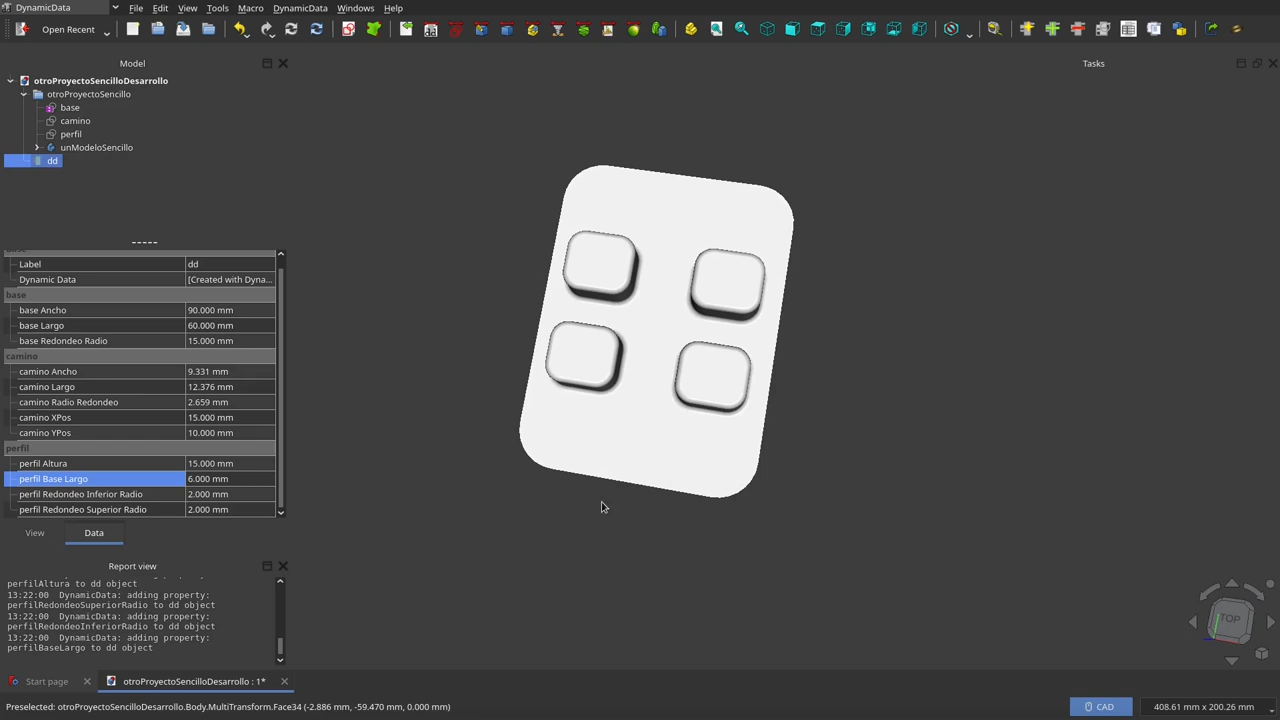 DynamicData File Edit View Tools Macro DynamicData Windows Help
Open Recent
Model
Tasks
otroProyectoSencilloDesarrollo
otroProyectoSencillo
base
camino
perfil
unModeloSencillo
dd
Label dd
Dynamic Data [Created with Dyna...
base
base Ancho 90.000 mm
base Largo 60.000 mm
base Redondeo Radio 15.000 mm
camino
camino Ancho 9.331 mm
camino Largo 12.376 mm
camino Radio Redondeo 2.659 mm
camino XPos 15.000 mm
camino YPos 10.000 mm
perfil
perfil Altura 15.000 mm
perfil Base Largo 6.000 mm
perfil Redondeo Inferior Radio 2.000 mm
perfil Redondeo Superior Radio 2.000 mm
View Data
Report view
perfilAltura to dd object
13:22:00 DynamicData: adding property:
perfilRedondeoSuperiorRadio to dd object
13:22:00 DynamicData: adding property:
perfilRedondeoInferiorRadio to dd object
13:22:00 DynamicData: adding property:
perfilBaseLargo to dd object
TOP
Start page
otroProyectoSencilloDesarrollo : 1*
Preselected: otroProyectoSencilloDesarrollo.Body.MultiTransform.Face34 (-2.886 mm, -59.470 mm, 0.000 mm)
CAD
408.61 mm x 200.26 mm